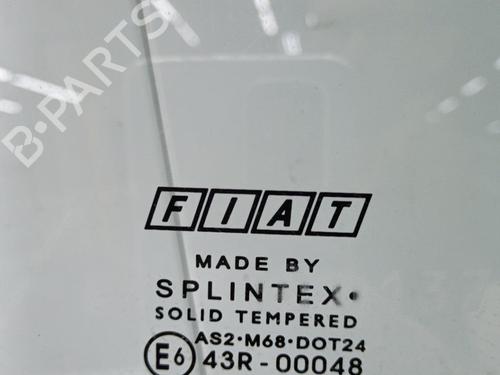 B-PARTS
FIAT
MADE BY
SPLINTEX•
SOLID TEMPERED
AS2•M68•DOT24
E6 43R-00048